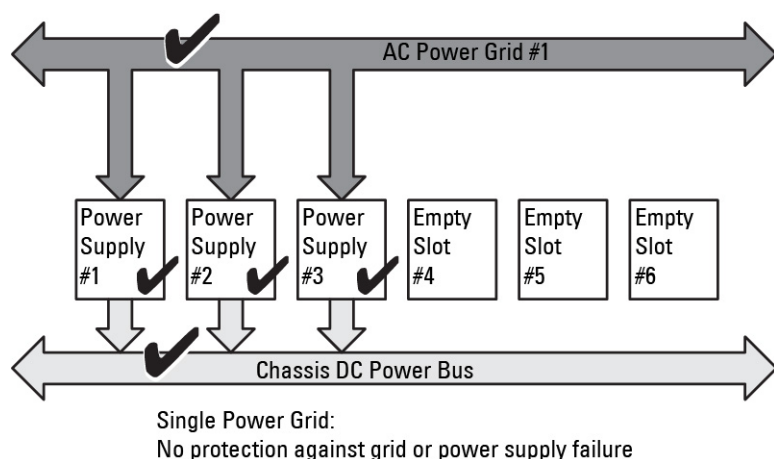 AC Power Grid #1
Power
Supply
#1
Power
Supply
#2
Power
Supply
#3
Empty
Slot
#4
Empty
Slot
#5
Empty
Slot
#6
Chassis DC Power Bus
Single Power Grid:
No protection against grid or power supply failure